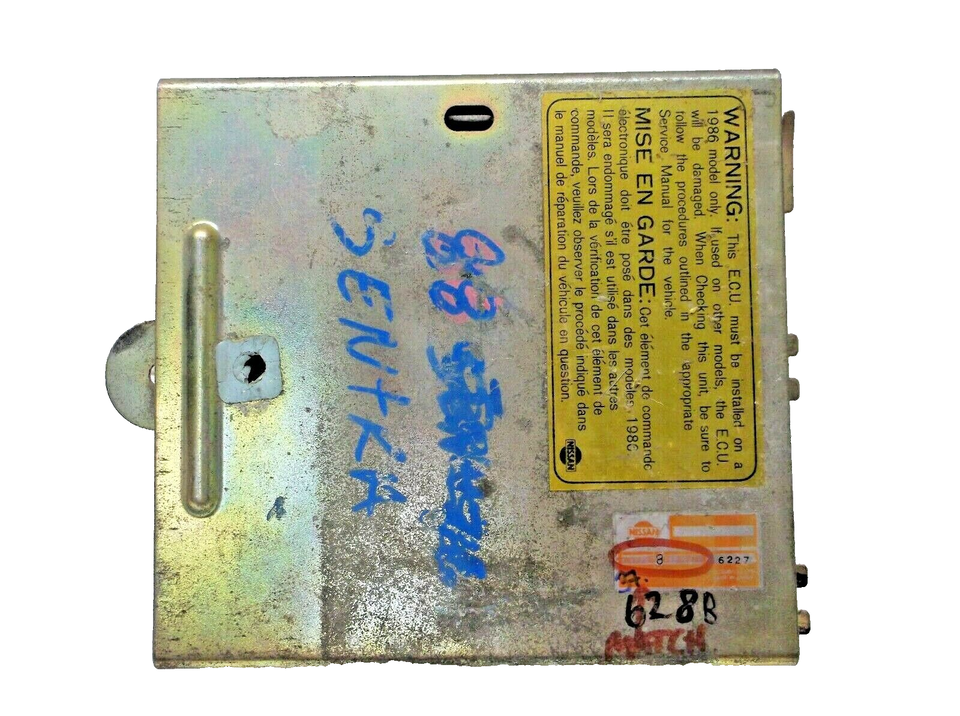 WARNING: This E.C.U. must be installed on a
1986 model only. If used on other models, the E.C.U.
will be damaged. When Checking this unit, be sure to
follow the procedures outlined in the appropriate
Service Manual for the vehicle.
MISE EN GARDE: Cet élément de commande
électronique doit être posé dans des modèles 1986
Il sera endommagé s'il est utilisé dans les autres
modèles. Lors de la vérification de cet élément de
commande, veuillez observer le procédé indiqué dans
le manuel de réparation du véhicule en question.
NISSAN
88
SENTRA
NISSAN
8
6227
628B
MATCH